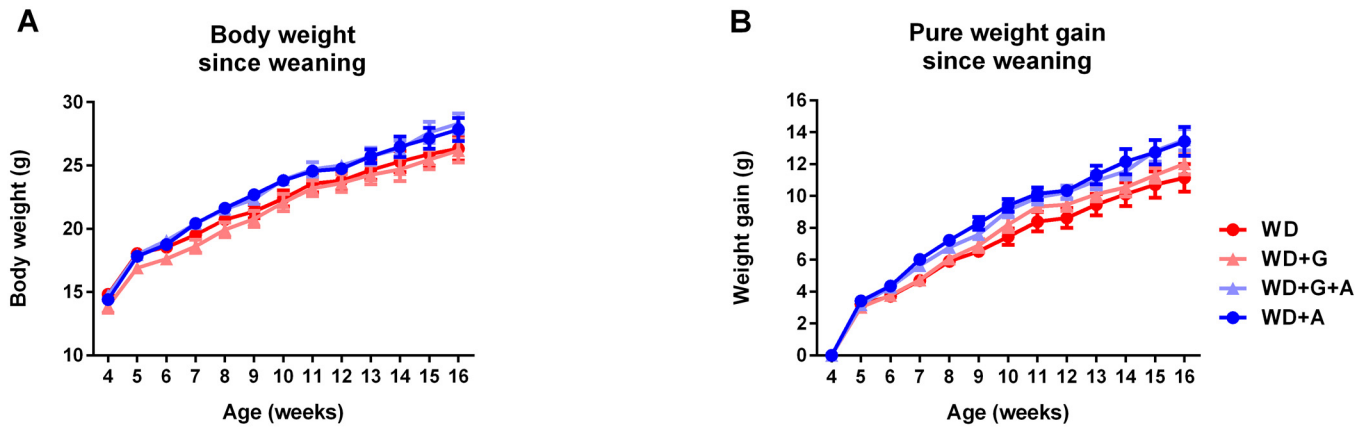 A
Body weight
since weaning
30
25
20
15
10
Body weight (g)
4 5 6 7 8 9 10 11 12 13 14 15 16
Age (weeks)
B
Pure weight gain
since weaning
16
14
12
10
8
6
4
2
0
Weight gain (g)
4 5 6 7 8 9 10 11 12 13 14 15 16
Age (weeks)
WD
WD+G
WD+G+A
WD+A